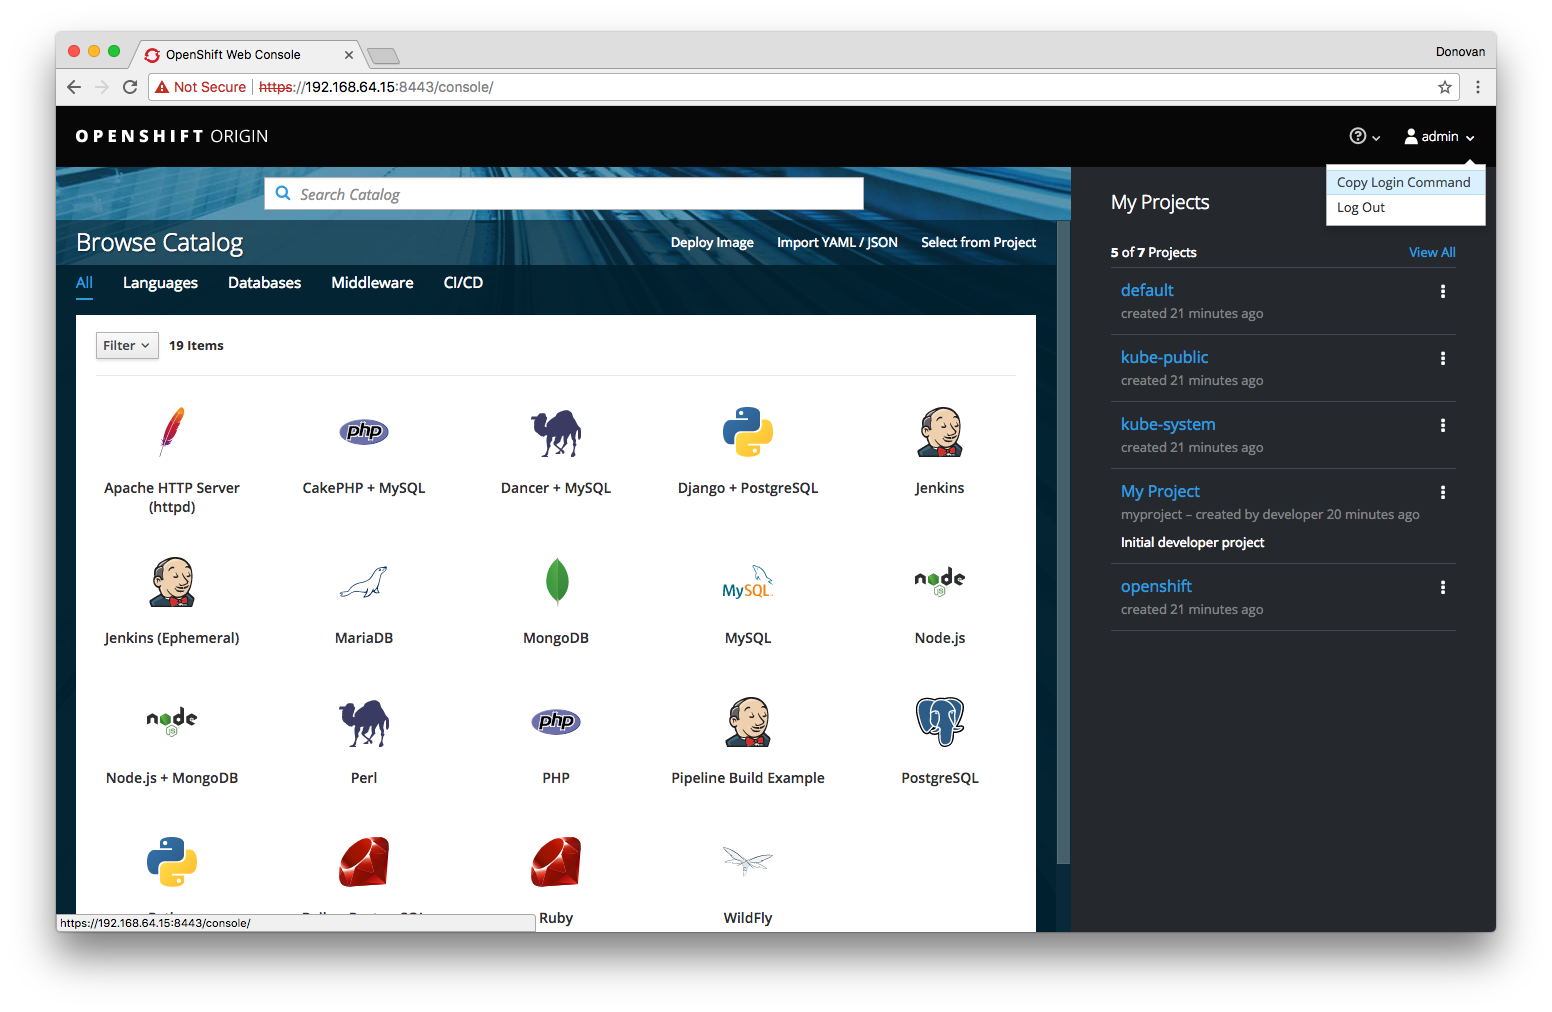 OpenShift Web Console
Donovan
Not Secure https://192.168.64.15:8443/console/
OPENSHIFT ORIGIN
admin
Copy Login Command
Log Out
Search Catalog
Browse Catalog
Deploy Image
Import YAML / JSON
Select from Project
All
Languages
Databases
Middleware
CI/CD
Filter
19 Items
Apache HTTP Server
(httpd)
php
CakePHP + MySQL
Dancer + MySQL
Django + PostgreSQL
Jenkins
Jenkins (Ephemeral)
MariaDB
MongoDB
MySQL
MySQL
node
JS
Node.js
node
JS
Node.js + MongoDB
Perl
php
PHP
Pipeline Build Example
PostgreSQL
Ruby
WildFly
My Projects
5 of 7 Projects
View All
default
created 21 minutes ago
kube-public
created 21 minutes ago
kube-system
created 21 minutes ago
My Project
myproject – created by developer 20 minutes ago
Initial developer project
openshift
created 21 minutes ago
https://192.168.64.15:8443/console/